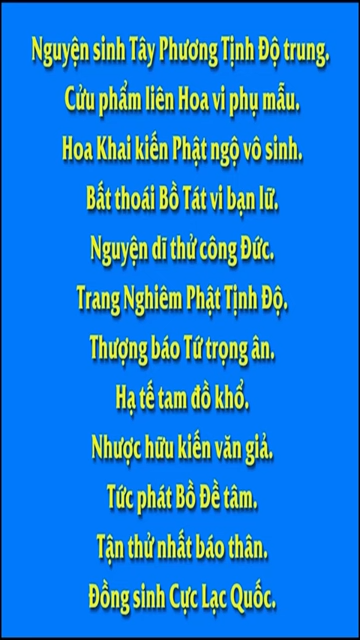 Nguyện sinh Tây Phương Tịnh Độ trung.
Cửu phẩm liên Hoa vi phụ mẫu.
Hoa Khai kiến Phật ngộ vô sinh.
Bất thoái Bồ Tát vi bạn lữ.
Nguyện dĩ thử công Đức.
Trang Nghiêm Phật Tịnh Độ.
Thượng báo Tứ trọng ân.
Hạ tế tam đồ khổ.
Nhược hữu kiến văn giả.
Tức phát Bồ Đề tâm.
Tận thử nhất báo thân.
Đồng sinh Cực Lạc Quốc.